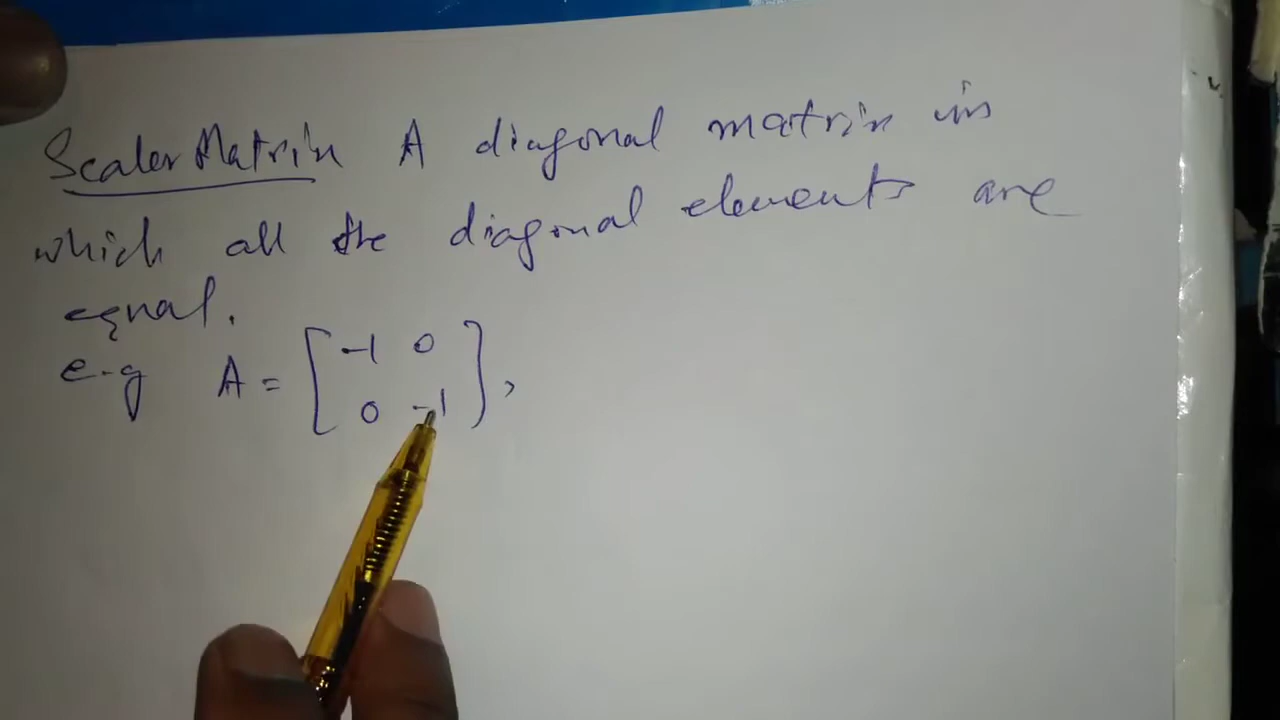 Scaler Matrix A diagonal matrix in
which all the diagonal elements are
equal.
e.g A = [-1 0
0 -1],